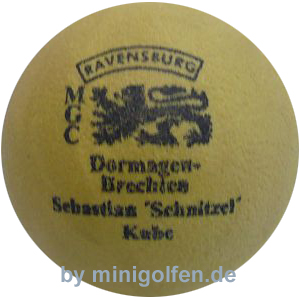 RAVENSBURG
MGC
Dormagen-
Brechten
Sebastian "Schnitzel"
Kube
by minigolfen.de